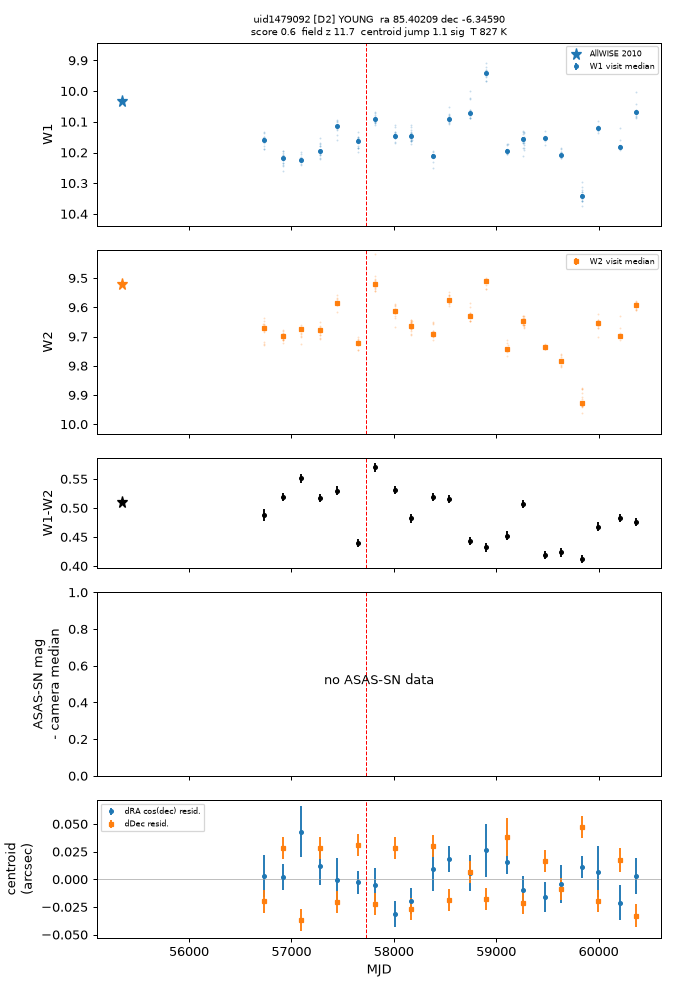 uid1479092 [D2] YOUNG ra 85.40209 dec -6.34590
score 0.6 field z 11.7 centroid jump 1.1 sig T 827 K
W1
9.9
10.0
10.1
10.2
10.3
10.4
AllWISE 2010
W1 visit median
W2
9.5
9.6
9.7
9.8
9.9
10.0
W2 visit median
W1-W2
0.55
0.50
0.45
0.40
ASAS-SN mag
- camera median
1.0
0.8
0.6
0.4
0.2
0.0
no ASAS-SN data
centroid
(arcsec)
0.050
0.025
0.000
−0.025
−0.050
dRA cos(dec) resid.
dDec resid.
56000
57000
58000
59000
60000
MJD